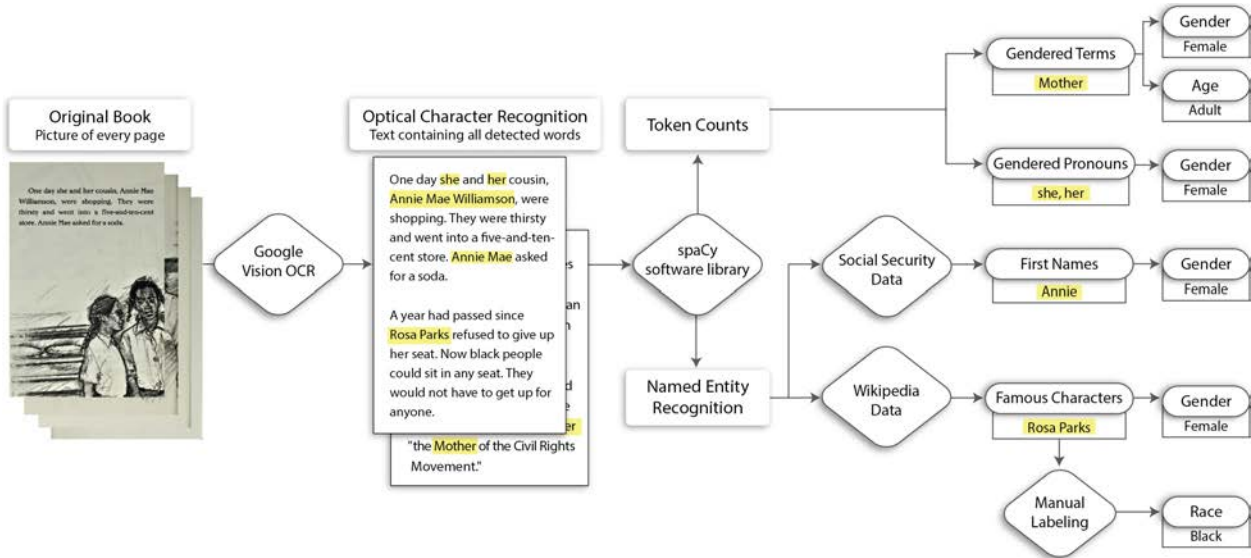 Original Book
Picture of every page
One day she and her cousin, Annie Mae
Williamson, were shopping. They were
thirsty and went into a five-and-ten-cent
store. Annie Mae asked for a soda.
Google
Vision OCR
Optical Character Recognition
Text containing all detected words
One day she and her cousin,
Annie Mae Williamson, were
shopping. They were thirsty
and went into a five-and-ten-
cent store. Annie Mae asked
for a soda.
A year had passed since
Rosa Parks refused to give up
her seat. Now black people
could sit in any seat. They
would not have to get up for
anyone.
"the Mother of the Civil Rights
Movement."
spaCy
software library
Token Counts
Gendered Terms
Mother
Gender
Female
Age
Adult
Gendered Pronouns
she, her
Gender
Female
Named Entity
Recognition
Social Security
Data
First Names
Annie
Gender
Female
Wikipedia
Data
Famous Characters
Rosa Parks
Gender
Female
Manual
Labeling
Race
Black